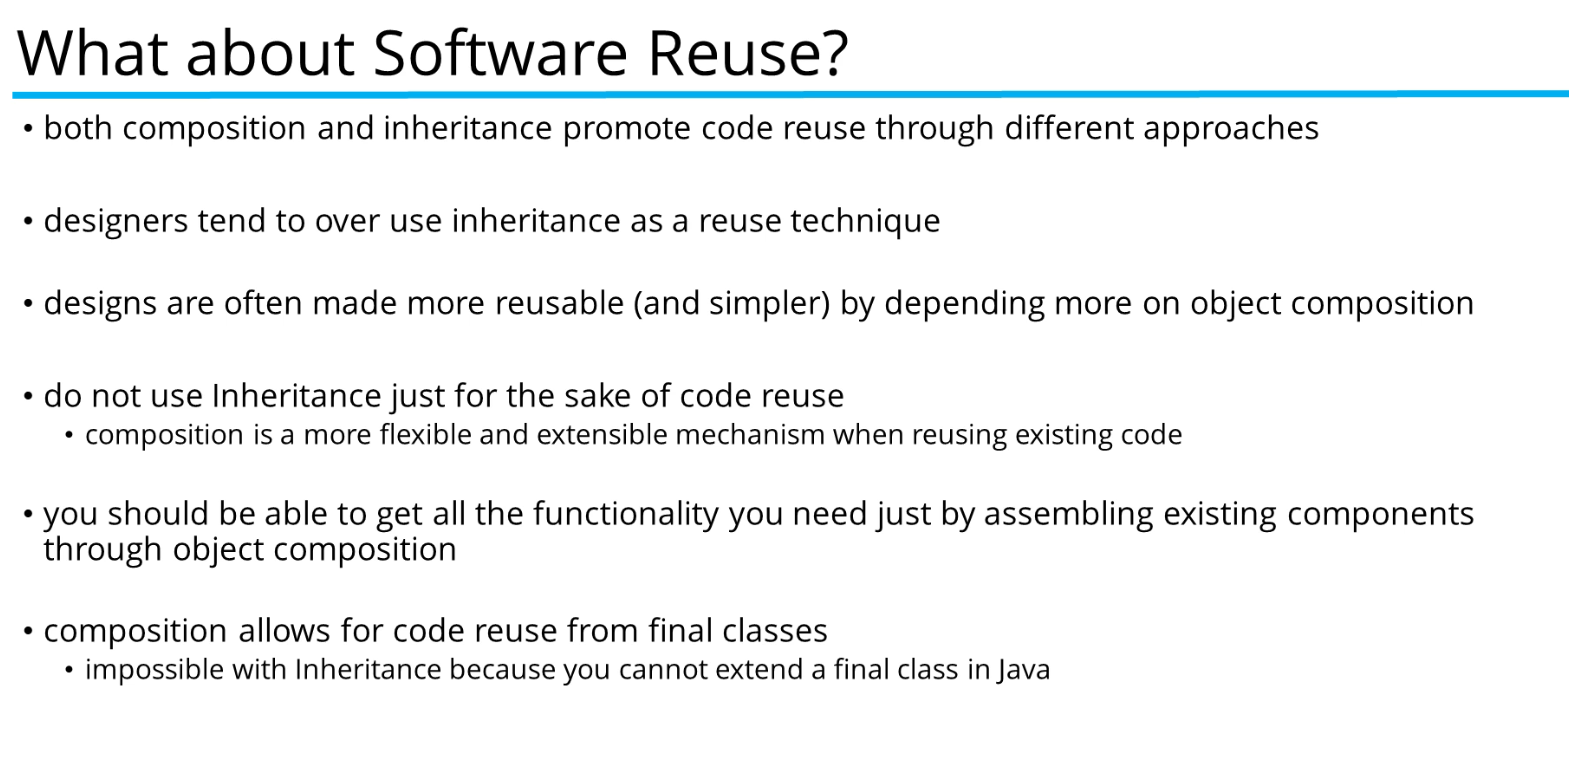 What about Software Reuse?
• both composition and inheritance promote code reuse through different approaches
• designers tend to over use inheritance as a reuse technique
• designs are often made more reusable (and simpler) by depending more on object composition
• do not use Inheritance just for the sake of code reuse
• composition is a more flexible and extensible mechanism when reusing existing code
• you should be able to get all the functionality you need just by assembling existing components
through object composition
• composition allows for code reuse from final classes
• impossible with Inheritance because you cannot extend a final class in Java